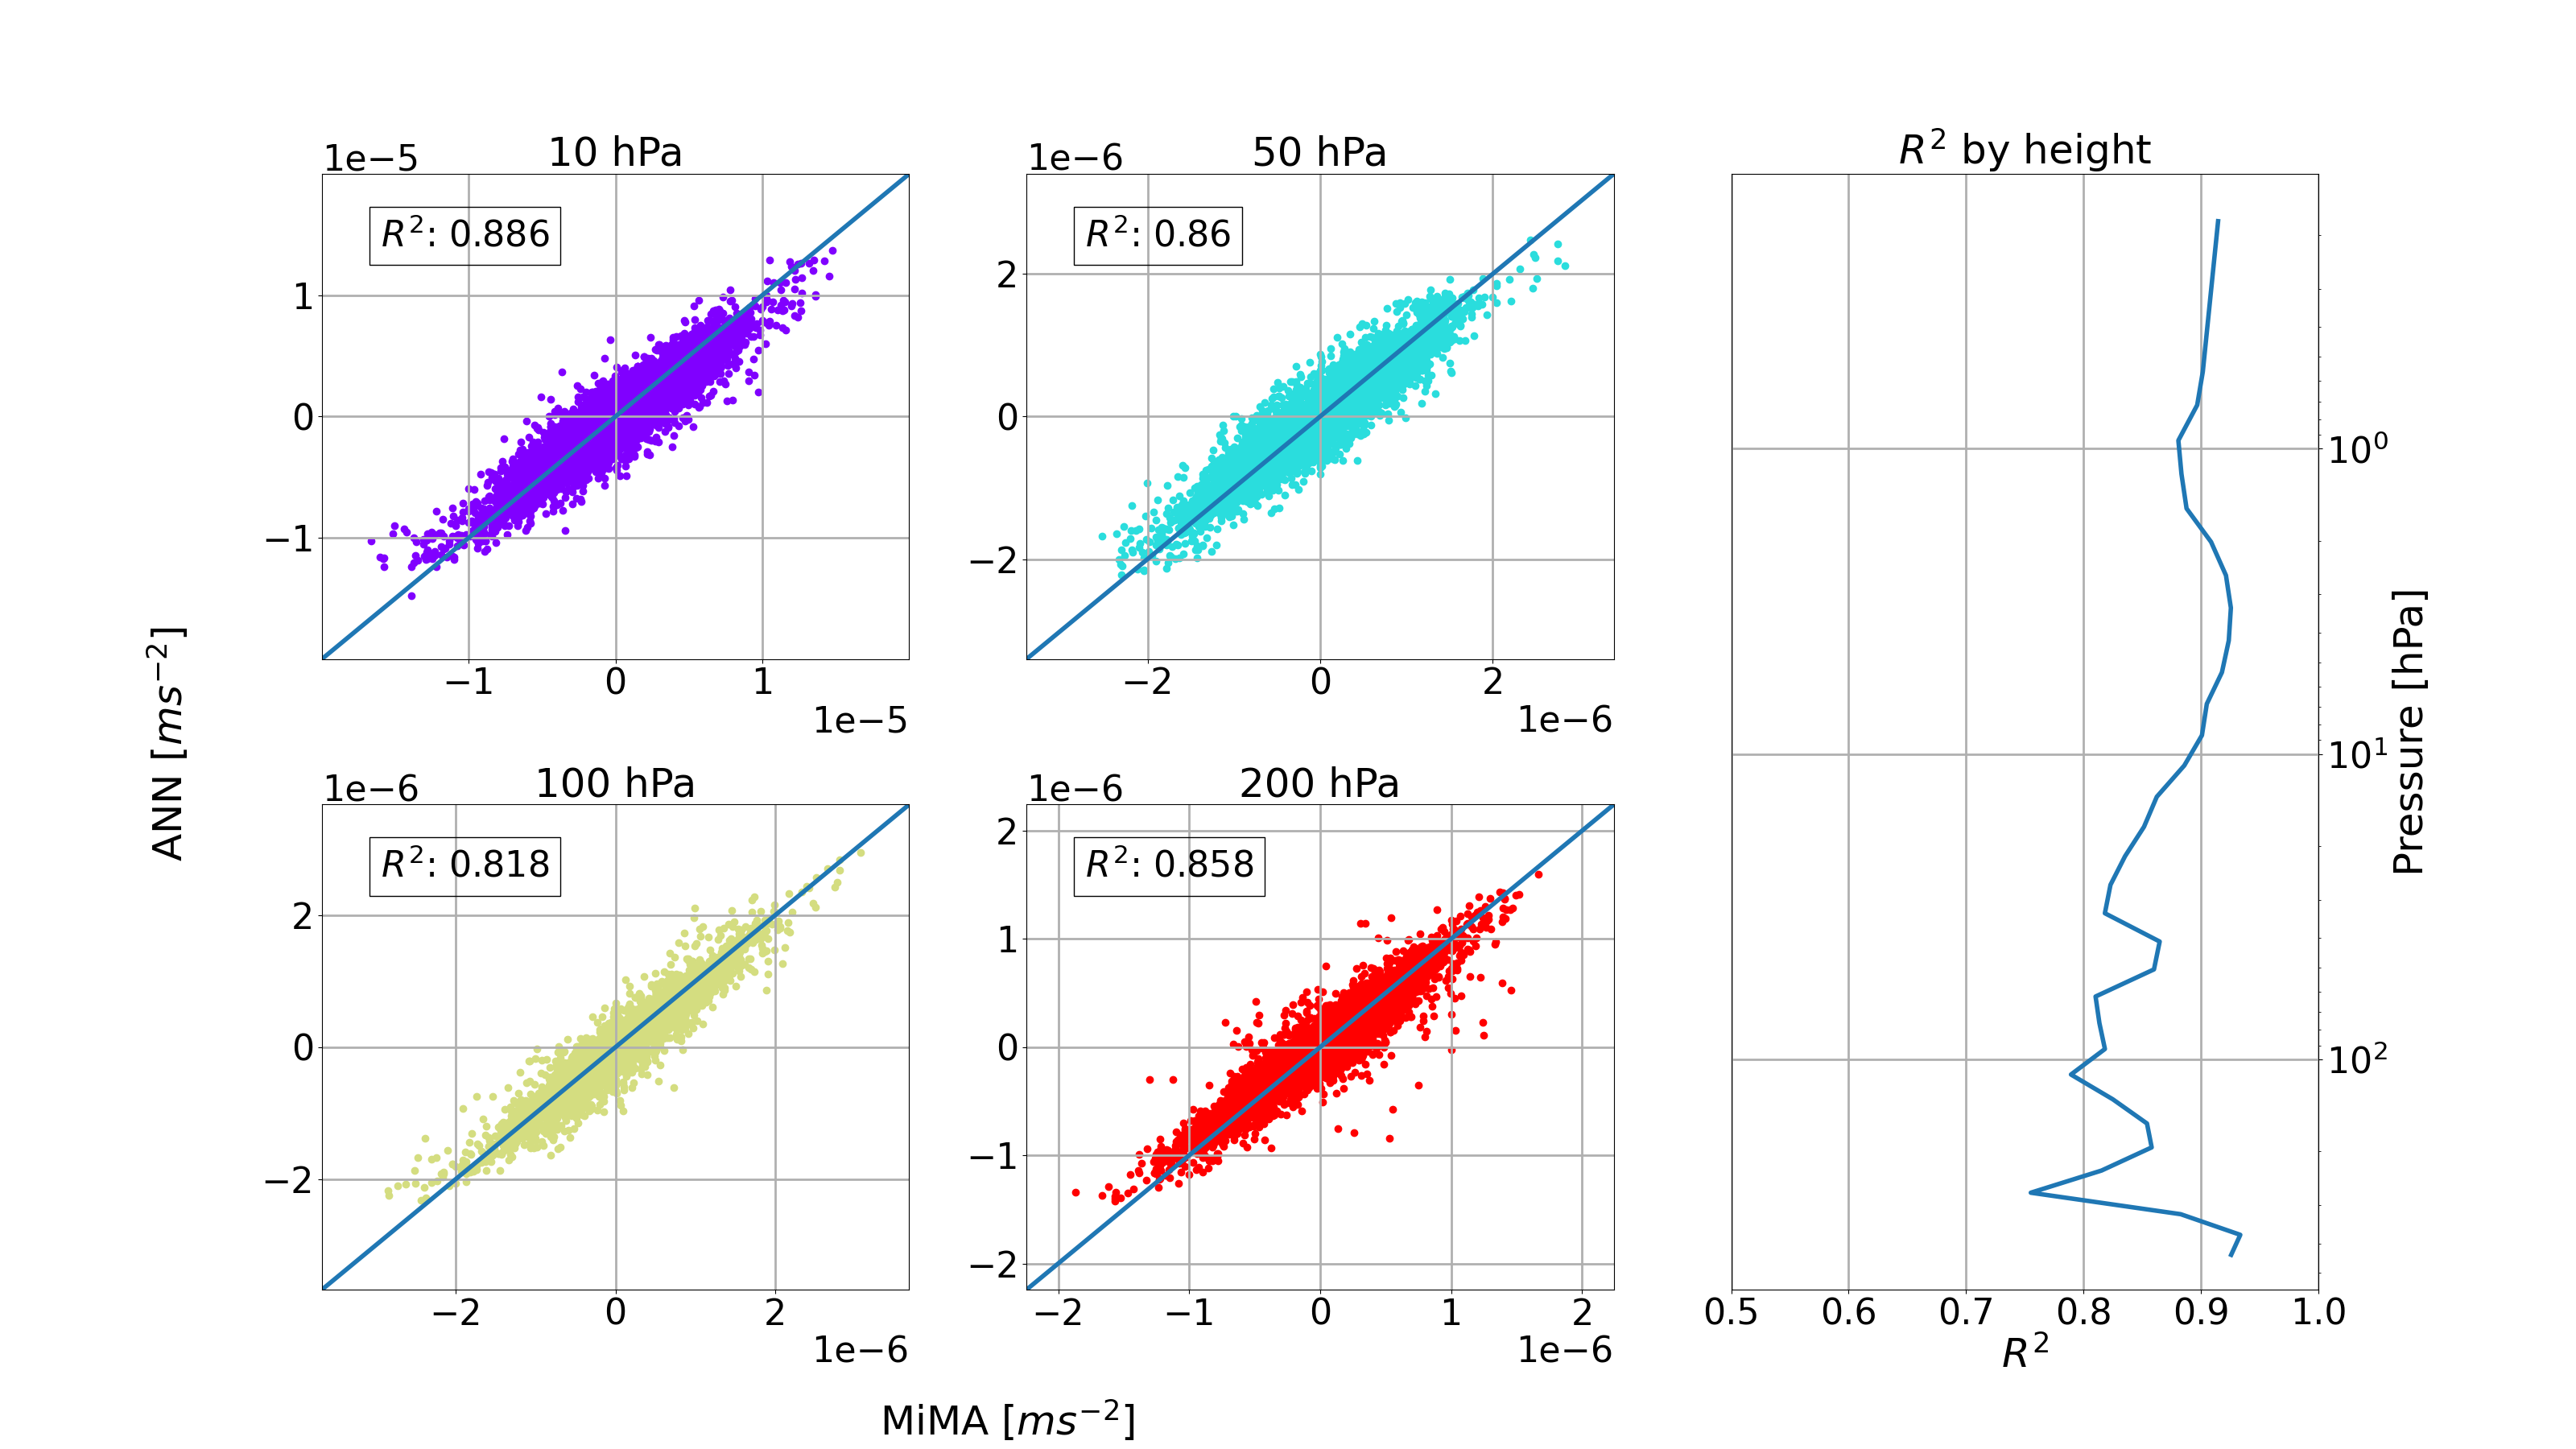 10 hPa
1e−5
R²: 0.886
1
0
−1
−1 0 1
1e−5
50 hPa
1e−6
R²: 0.86
2
0
−2
−2 0 2
1e−6
100 hPa
1e−6
R²: 0.818
2
0
−2
−2 0 2
1e−6
200 hPa
1e−6
R²: 0.858
2
1
0
−1
−2
−2 −1 0 1 2
1e−6
ANN [ms⁻²]
MiMA [ms⁻²]
R² by height
10⁰
10¹
10²
Pressure [hPa]
0.5 0.6 0.7 0.8 0.9 1.0
R²